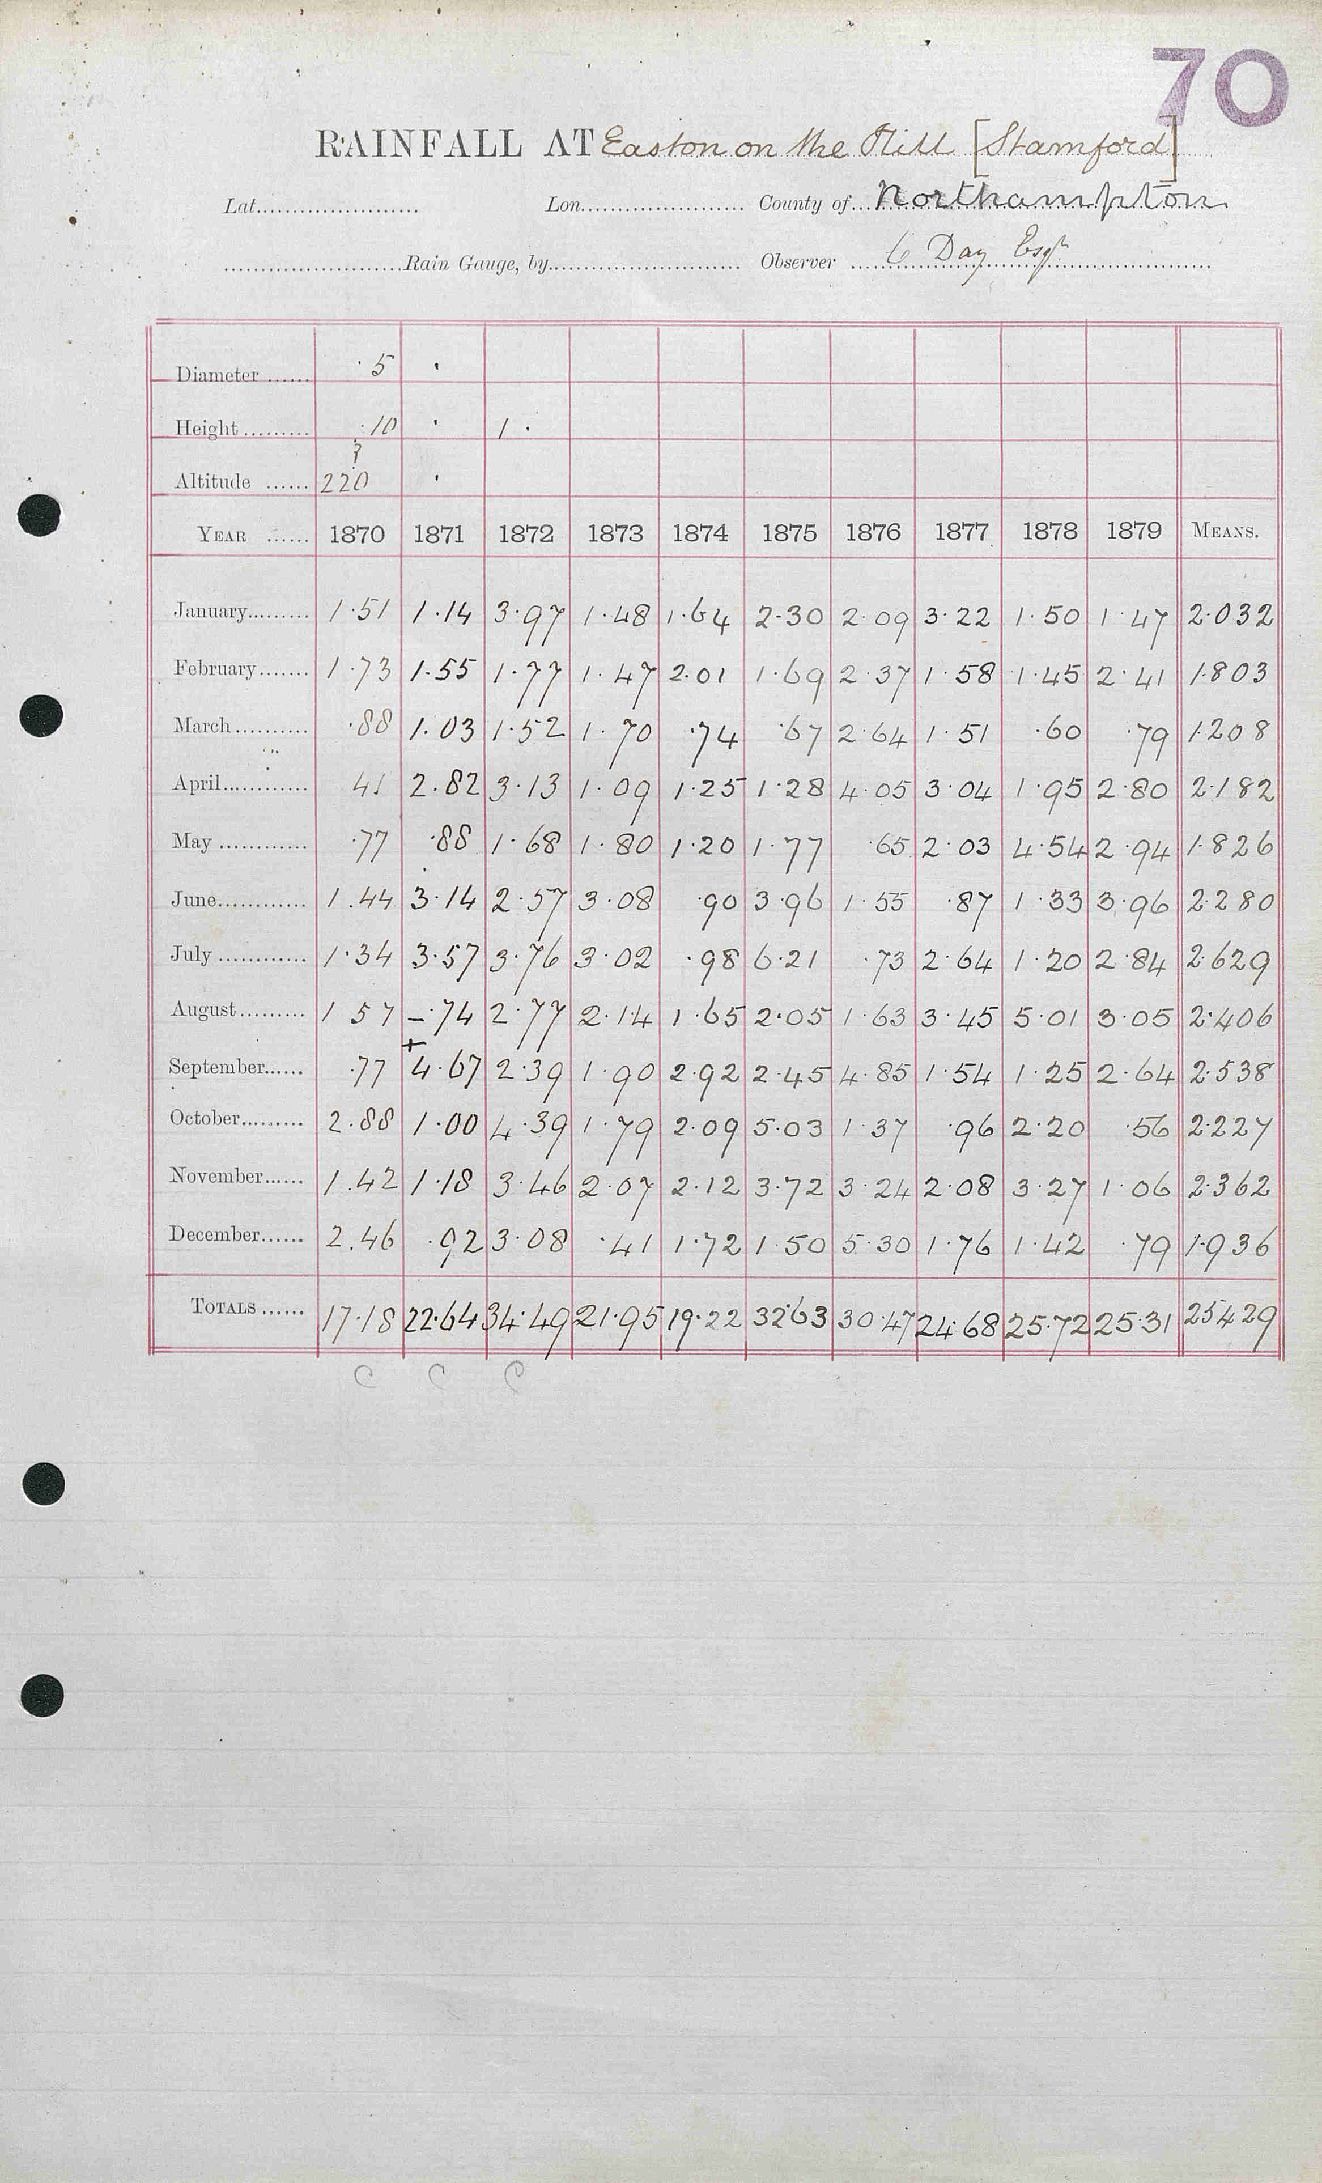 70
RAINFALL AT Easton on the Hill [Stamford]
Lat. Lon. County of Northampton
Rain Gauge, by Observer C Day Esqr
Diameter 5 ·
Height ·10 · 1·
?
Altitude 220 ·
YEAR 1870 1871 1872 1873 1874 1875 1876 1877 1878 1879 MEANS.
January 1·51 1·14 3·97 1·48 1·64 2·30 2·09 3·22 1·50 1·47 2·032
February 1·73 1·55 1·77 1·47 2·01 1·69 2·37 1·58 1·45 2·41 1·803
March ·88 1·03 1·52 1·70 ·74 ·67 2·64 1·51 ·60 ·79 1·208
April 41 2·82 3·13 1·09 1·25 1·28 4·05 3·04 1·95 2·80 2·182
May ·77 ·88 1·68 1·80 1·20 1·77 ·65 2·03 4·54 2·94 1·826
June 1·44 3·14 2·57 3·08 ·90 3·96 1·55 ·87 1·33 3·96 2·280
July 1·34 3·57 3·76 3·02 ·98 6·21 ·73 2·64 1·20 2·84 2·629
August 1 57 –·74 2·77 2·14 1·65 2·05 1·63 3·45 5·01 3·05 2·406
September ·77 +4·67 2·39 1·90 2·92 2·45 4·85 1·54 1·25 2·64 2·538
October 2·88 1·00 4·39 1·79 2·09 5·03 1·37 ·96 2·20 ·56 2·227
November 1·42 1·18 3·46 2·07 2·12 3·72 3·24 2·08 3·27 1·06 2·362
December 2·46 ·92 3·08 ·41 1·72 1·50 5·30 1·76 1·42 ·79 1·936
TOTALS 17·18 22·64 34·49 21·95 19·22 32·63 30·47 24·68 25·72 25·31 25429
C C C